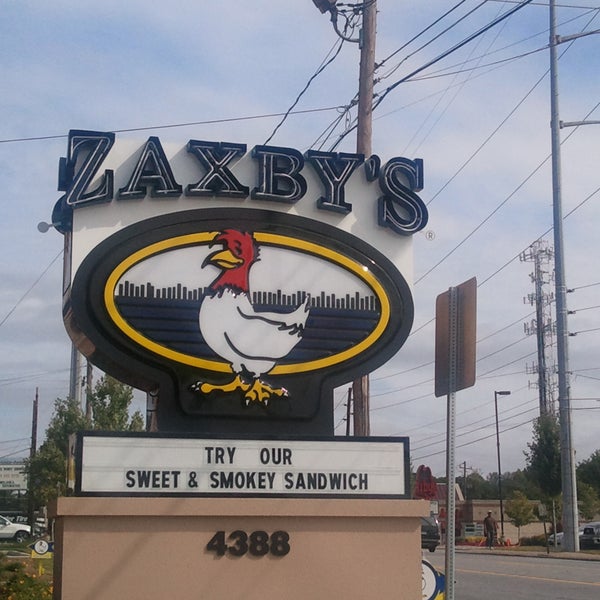 ZAXBY'S
®
TRY OUR
SWEET & SMOKEY SANDWICH
4388